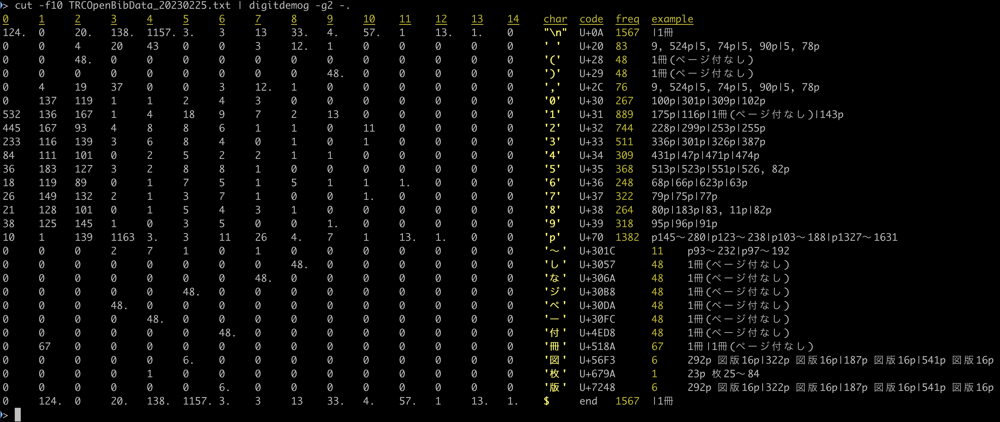 > cut -f10 TRCOpenBibData_20230225.txt | digitdemog -g2 -.
0 1 2 3 4 5 6 7 8 9 10 11 12 13 14 char code freq example
124. 0 20. 138. 1157. 3. 3 13 33. 4. 57. 1 13. 1. 0 "\n" U+0A 1567 |1冊
0 0 4 20 43 0 0 3 12. 1 0 0 0 0 0 ' ' U+20 83 9, 524p|5, 74p|5, 90p|5, 78p
0 0 48. 0 0 0 0 0 0 0 0 0 0 0 0 '(' U+28 48 1冊(ページ付なし)
0 0 0 0 0 0 0 0 0 48. 0 0 0 0 0 ')' U+29 48 1冊(ページ付なし)
0 4 19 37 0 0 3 12. 1 0 0 0 0 0 0 ',' U+2C 76 9, 524p|5, 74p|5, 90p|5, 78p
0 137 119 1 1 2 4 3 0 0 0 0 0 0 0 '0' U+30 267 100p|301p|309p|102p
532 136 167 1 4 18 9 7 2 13 0 0 0 0 0 '1' U+31 889 175p|116p|1冊(ページ付なし)|143p
445 167 93 4 8 8 6 1 1 0 11 0 0 0 0 '2' U+32 744 228p|299p|253p|255p
233 116 139 3 6 8 4 0 1 0 1 0 0 0 0 '3' U+33 511 336p|301p|326p|387p
84 111 101 0 2 5 2 2 1 1 0 0 0 0 0 '4' U+34 309 431p|47p|471p|474p
36 183 127 3 2 8 8 1 0 0 0 0 0 0 0 '5' U+35 368 513p|523p|551p|526, 82p
18 119 89 0 1 7 5 1 5 1 1 1. 0 0 0 '6' U+36 248 68p|66p|623p|63p
26 149 132 2 1 3 7 1 0 0 1. 0 0 0 0 '7' U+37 322 79p|75p|77p
21 128 101 0 1 5 4 3 1 0 0 0 0 0 0 '8' U+38 264 80p|183p|83, 11p|82p
38 125 145 1 0 3 5 0 0 1. 0 0 0 0 0 '9' U+39 318 95p|96p|91p
10 1 139 1163 3. 3 11 26 4. 7 1 13. 1. 0 0 'p' U+70 1382 p145〜280|p123〜238|p103〜188|p1327〜1631
0 0 0 2 7 1 0 1 0 0 0 0 0 0 0 '〜' U+301C 11 p93〜232|p97〜192
0 0 0 0 0 0 0 0 48. 0 0 0 0 0 0 'し' U+3057 48 1冊(ページ付なし)
0 0 0 0 0 0 0 48. 0 0 0 0 0 0 0 'な' U+306A 48 1冊(ページ付なし)
0 0 0 0 0 48. 0 0 0 0 0 0 0 0 0 'ジ' U+30B8 48 1冊(ページ付なし)
0 0 0 48. 0 0 0 0 0 0 0 0 0 0 0 'ペ' U+30DA 48 1冊(ページ付なし)
0 0 0 0 48. 0 0 0 0 0 0 0 0 0 0 'ー' U+30FC 48 1冊(ページ付なし)
0 0 0 0 0 0 48. 0 0 0 0 0 0 0 0 '付' U+4ED8 48 1冊(ページ付なし)
0 67 0 0 0 0 0 0 0 0 0 0 0 0 0 '冊' U+518A 67 1冊|1冊(ページ付なし)
0 0 0 0 0 6. 0 0 0 0 0 0 0 0 0 '図' U+56F3 6 292p 図版16p|322p 図版16p|187p 図版16p|541p 図版16p
0 0 0 0 1 0 0 0 0 0 0 0 0 0 0 '枚' U+679A 1 23p 枚25〜84
0 0 0 0 0 0 6. 0 0 0 0 0 0 0 0 '版' U+7248 6 292p 図版16p|322p 図版16p|187p 図版16p|541p 図版16p
0 124. 0 20. 138. 1157. 3. 3 13 33. 4. 57. 1 13. 1. $ end 1567 |1冊
>